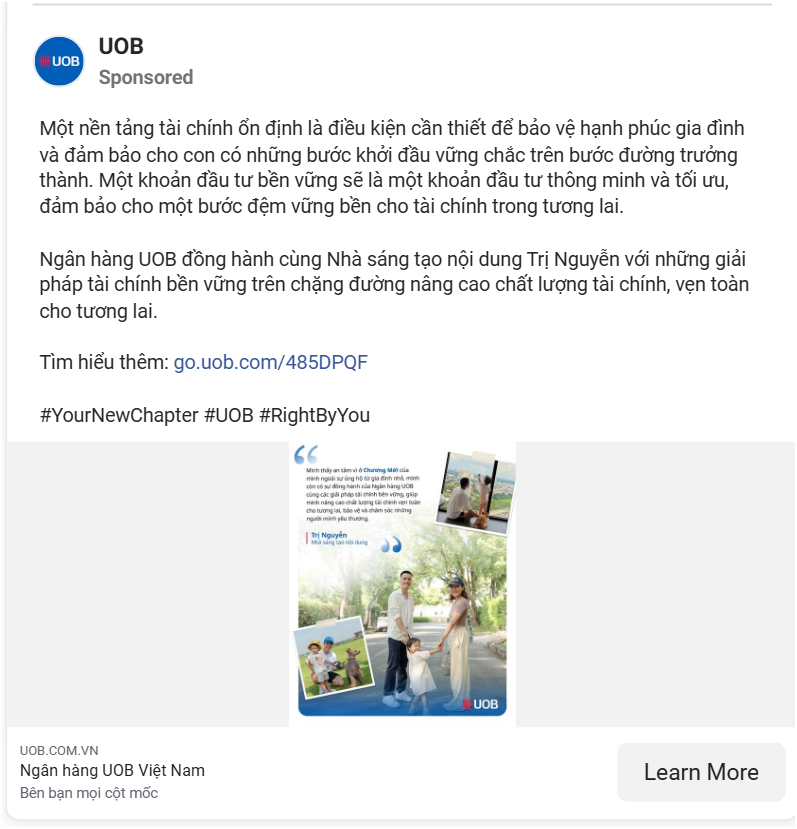 UOB
UOB
Sponsored
Một nền tảng tài chính ổn định là điều kiện cần thiết để bảo vệ hạnh phúc gia đình
và đảm bảo cho con có những bước khởi đầu vững chắc trên bước đường trưởng
thành. Một khoản đầu tư bền vững sẽ là một khoản đầu tư thông minh và tối ưu,
đảm bảo cho một bước đệm vững bền cho tài chính trong tương lai.
Ngân hàng UOB đồng hành cùng Nhà sáng tạo nội dung Trị Nguyễn với những giải
pháp tài chính bền vững trên chặng đường nâng cao chất lượng tài chính, vẹn toàn
cho tương lai.
Tìm hiểu thêm: go.uob.com/485DPQF
#YourNewChapter #UOB #RightByYou
Mình thấy an tâm vì ở Chương Mới của
mình ngoài sự ủng hộ từ gia đình nhỏ, mình
còn có sự đồng hành của Ngân hàng UOB
cùng các giải pháp tài chính bền vững, giúp
mình nâng cao chất lượng tài chính vẹn toàn
cho tương lai, bảo vệ và chăm sóc những
người mình yêu thương.
Trị Nguyễn
Nhà sáng tạo nội dung
UOB
UOB.COM.VN
Ngân hàng UOB Việt Nam
Bên bạn mọi cột mốc
Learn More